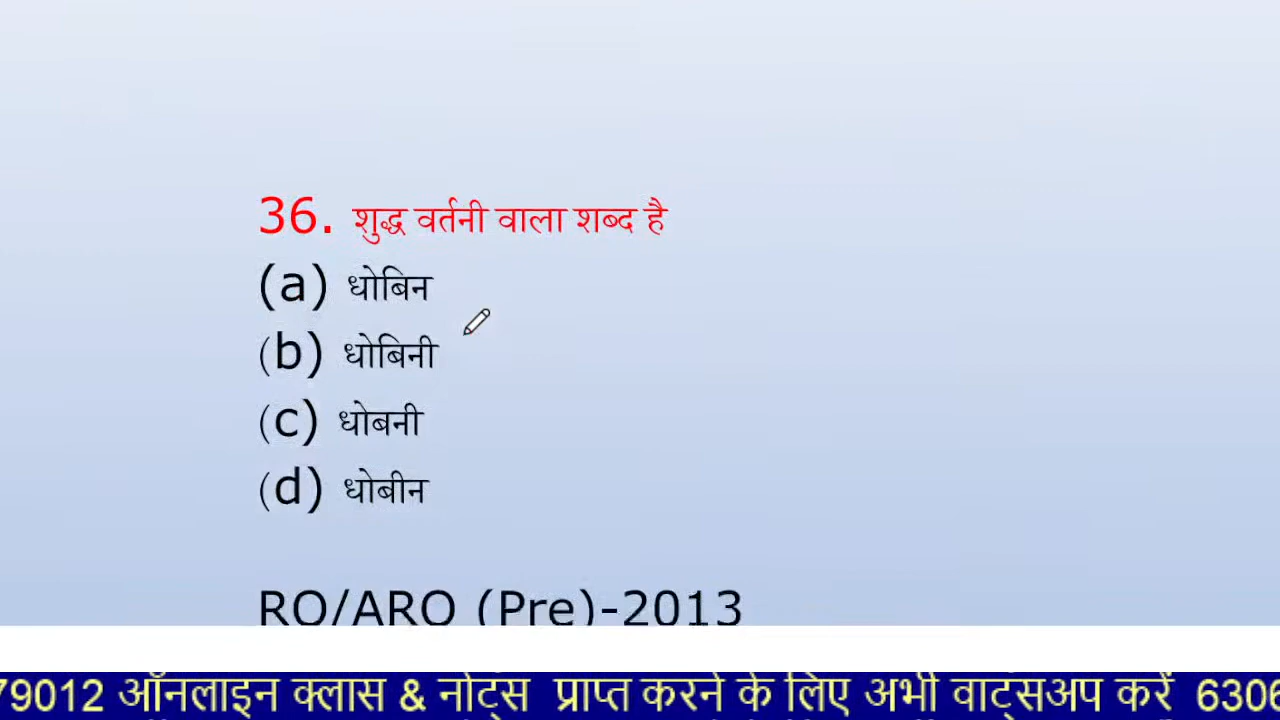 36. शुद्ध वर्तनी वाला शब्द है
(a) धोबिन
(b) धोबिनी
(c) धोबनी
(d) धोबीन
RO/ARO (Pre)-2013
79012 ऑनलाइन क्लास & नोट्स प्राप्त करने के लिए अभी वाट्सअप करें 6306